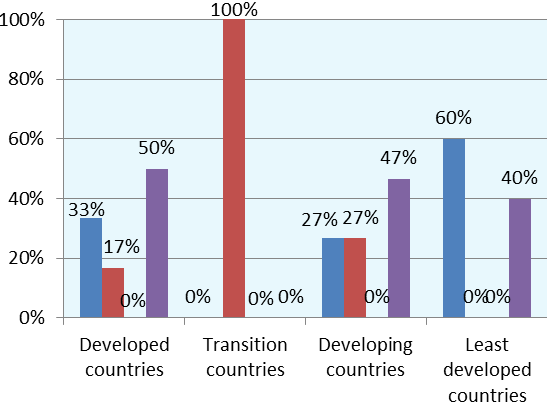 100%
80%
60%
40%
20%
0%
33%
17%
0%
50%
0%
100%
0%
0%
27%
27%
0%
47%
60%
0%
0%
40%
Developed
countries
Transition
countries
Developing
countries
Least
developed
countries